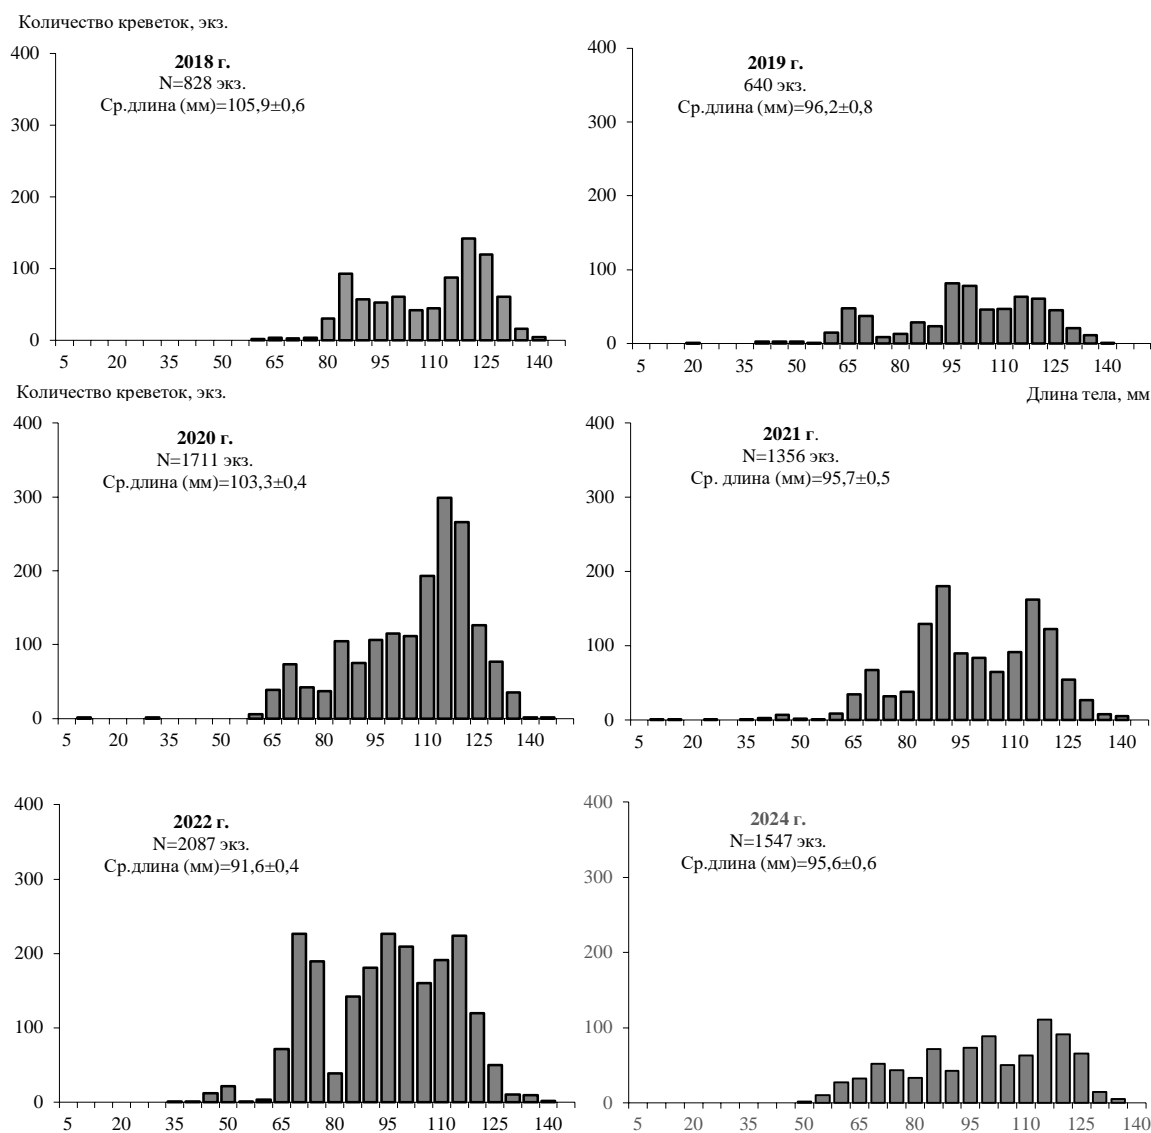 Количество креветок, экз.
400
300
200
100
0
2018 г.
N=828 экз.
Ср.длина (мм)=105,9±0,6
5 20 35 50 65 80 95 110 125 140
400
300
200
100
0
2019 г.
640 экз.
Ср.длина (мм)=96,2±0,8
5 20 35 50 65 80 95 110 125 140
Количество креветок, экз.
Длина тела, мм
400
300
200
100
0
2020 г.
N=1711 экз.
Ср.длина (мм)=103,3±0,4
5 20 35 50 65 80 95 110 125 140
400
300
200
100
0
2021 г.
N=1356 экз.
Ср. длина (мм)=95,7±0,5
5 20 35 50 65 80 95 110 125 140
400
300
200
100
0
2022 г.
N=2087 экз.
Ср.длина (мм)=91,6±0,4
5 20 35 50 65 80 95 110 125 140
400
300
200
100
0
2024 г.
N=1547 экз.
Ср.длина (мм)=95,6±0,6
5 20 35 50 65 80 95 110 125 140